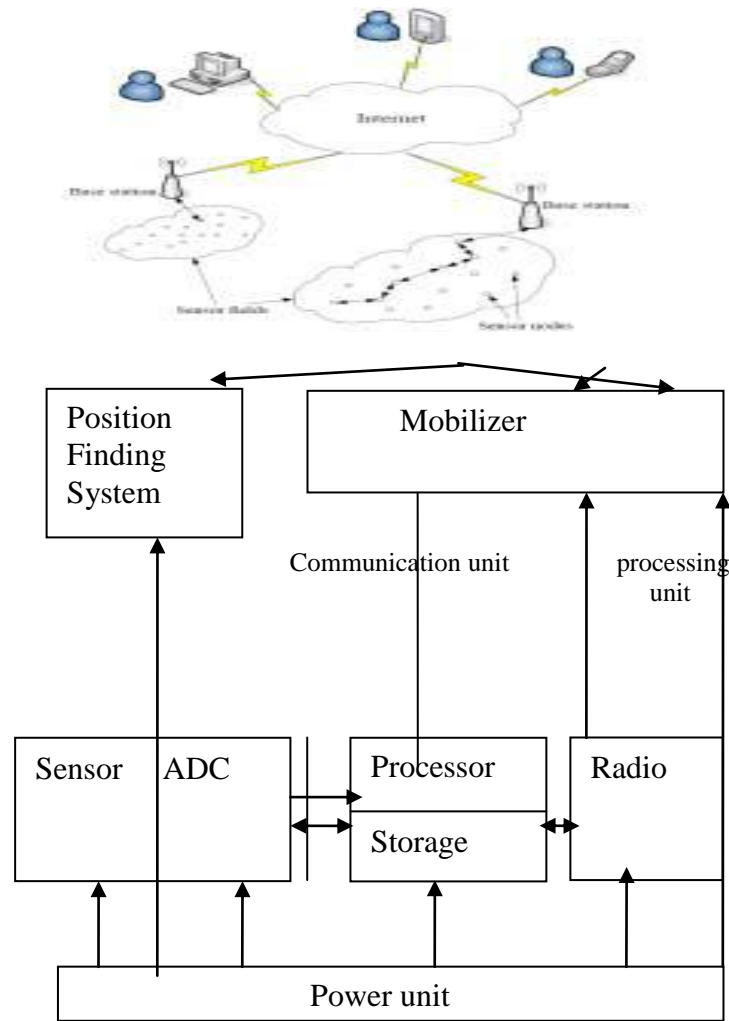 Internet
Base station
Base station
Sensor fields
Sensor nodes
Position
Finding
System
Mobilizer
Communication unit
processing
unit
Sensor ADC
Processor
Radio
Storage
Power unit